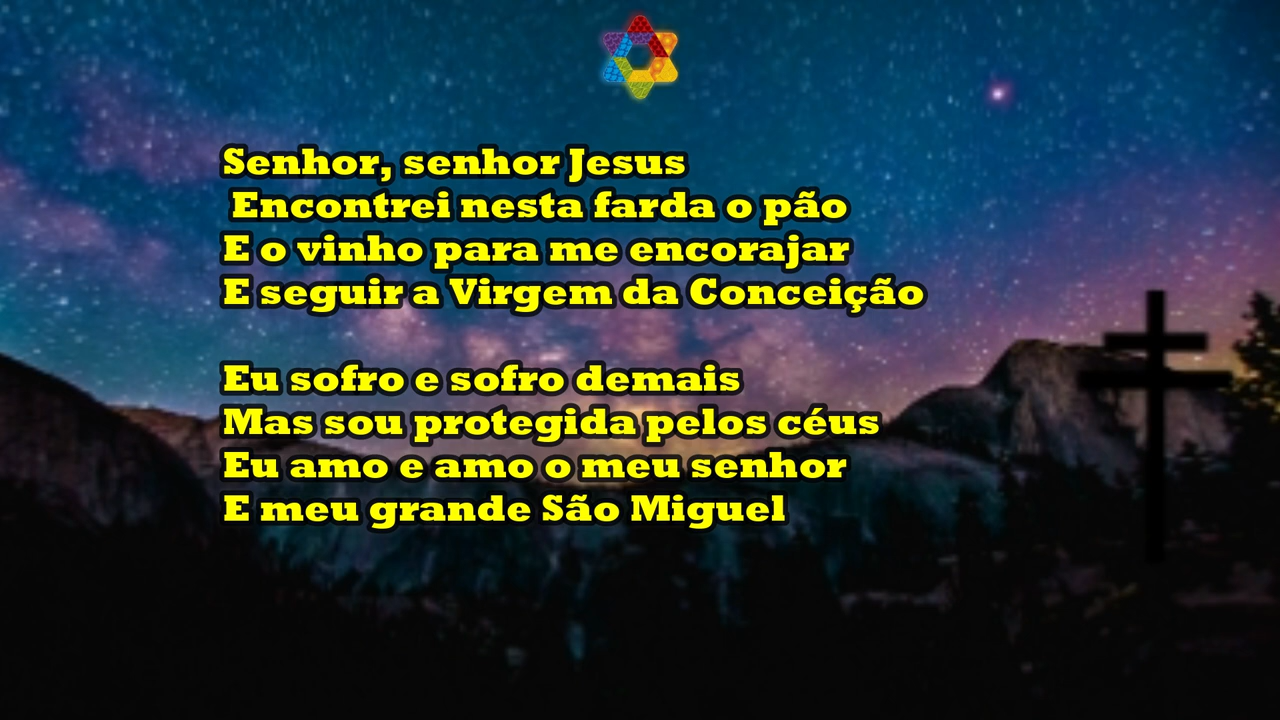 Senhor, senhor Jesus
Encontrei nesta farda o pão
E o vinho para me encorajar
E seguir a Virgem da Conceição
Eu sofro e sofro demais
Mas sou protegida pelos céus
Eu amo e amo o meu senhor
E meu grande São Miguel